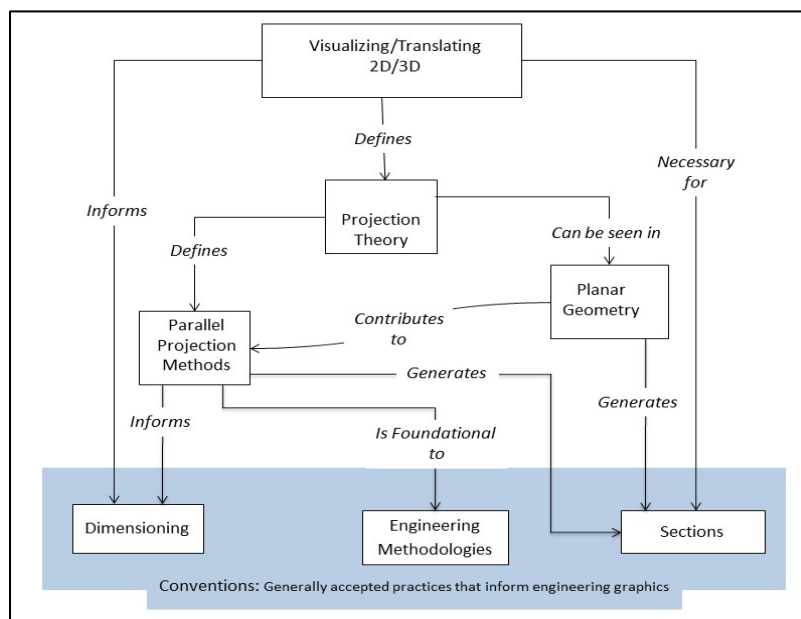 Visualizing/Translating
2D/3D
Defines
Necessary
for
Informs
Projection
Theory
Defines
Can be seen in
Planar
Geometry
Contributes
to
Parallel
Projection
Methods
Generates
Informs
Generates
Is Foundational
to
Dimensioning
Engineering
Methodologies
Sections
Conventions: Generally accepted practices that inform engineering graphics